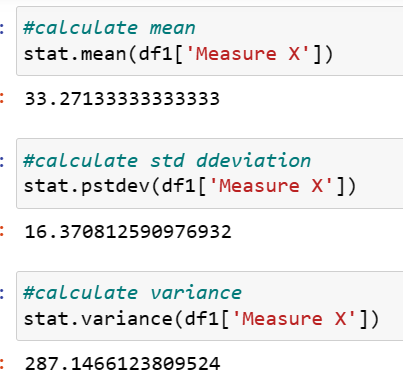 : #calculate mean
stat.mean(df1['Measure X'])
: 33.27133333333333
: #calculate std ddeviation
stat.pstdev(df1['Measure X'])
: 16.370812590976932
: #calculate variance
stat.variance(df1['Measure X'])
: 287.1466123809524